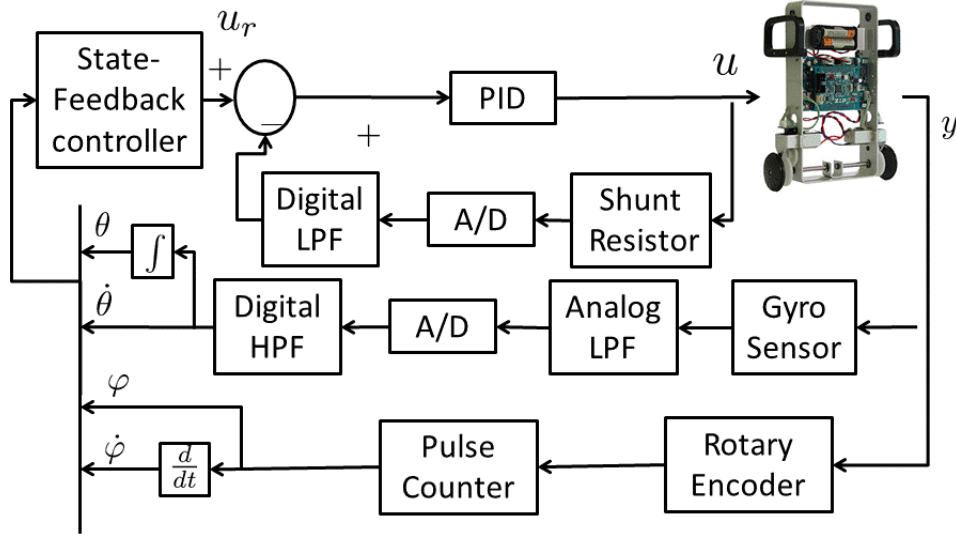 u_r
State-
Feedback
controller
+
−
+
PID
u
y
Digital
LPF
A/D
Shunt
Resistor
θ
∫
θ̇
Digital
HPF
A/D
Analog
LPF
Gyro
Sensor
φ
φ̇
d
dt
Pulse
Counter
Rotary
Encoder